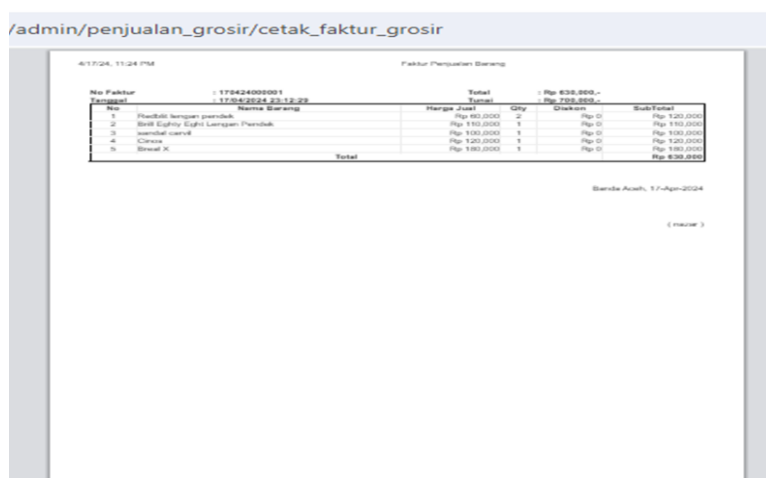 /admin/penjualan_grosir/cetak_faktur_grosir
4/17/24, 11:24 PM Faktur Penjualan Barang
No Faktur : 170424000001 Total : Rp 630,000,-
Tanggal : 17/04/2024 23:12:29 Tunai : Rp 700,000,-
No Nama Barang Harga Jual Qty Diskon SubTotal
1 lengan pendek Rp 60,000 2 Rp 0 Rp 120,000
2 Brill Eghty Eght Lengan Pendek Rp 110,000 1 Rp 0 Rp 110,000
3 sandal carvil Rp 100,000 1 Rp 0 Rp 100,000
4 Rp 120,000 1 Rp 0 Rp 120,000
5 X Rp 180,000 1 Rp 0 Rp 180,000
Total Rp 630,000
Banda Aceh, 17-Apr-2024